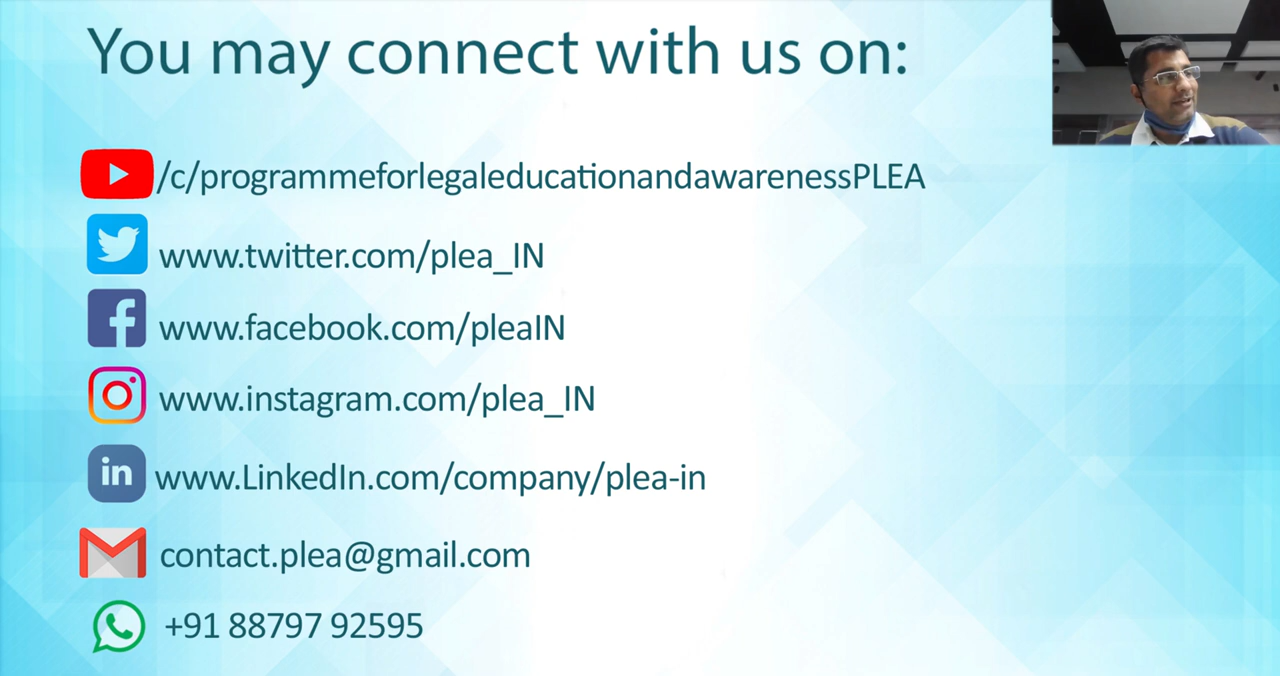 You may connect with us on:
/c/programmeforlegaleducationandawarenessPLEA
www.twitter.com/plea_IN
www.facebook.com/pleaIN
www.instagram.com/plea_IN
in www.LinkedIn.com/company/plea-in
contact.plea@gmail.com
+91 88797 92595